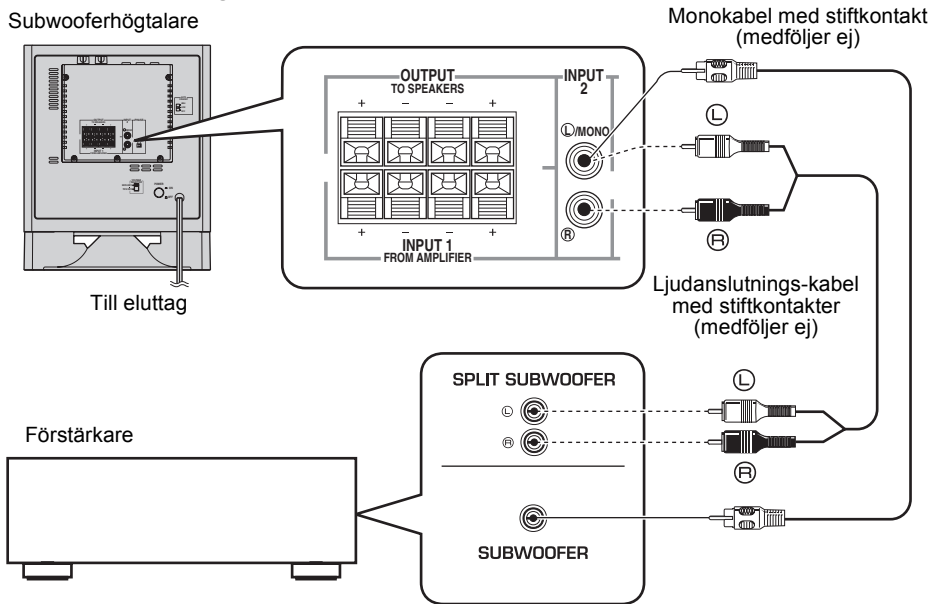 Subwooferhögtalare
Monokabel med stiftkontakt
(medföljer ej)
OUTPUT
TO SPEAKERS
INPUT
2
+ − − +
L/MONO
R
+ − − +
INPUT 1
FROM AMPLIFIER
L
R
Till eluttag
Ljudanslutnings-kabel
med stiftkontakter
(medföljer ej)
SPLIT SUBWOOFER
L
R
L
R
Förstärkare
SUBWOOFER